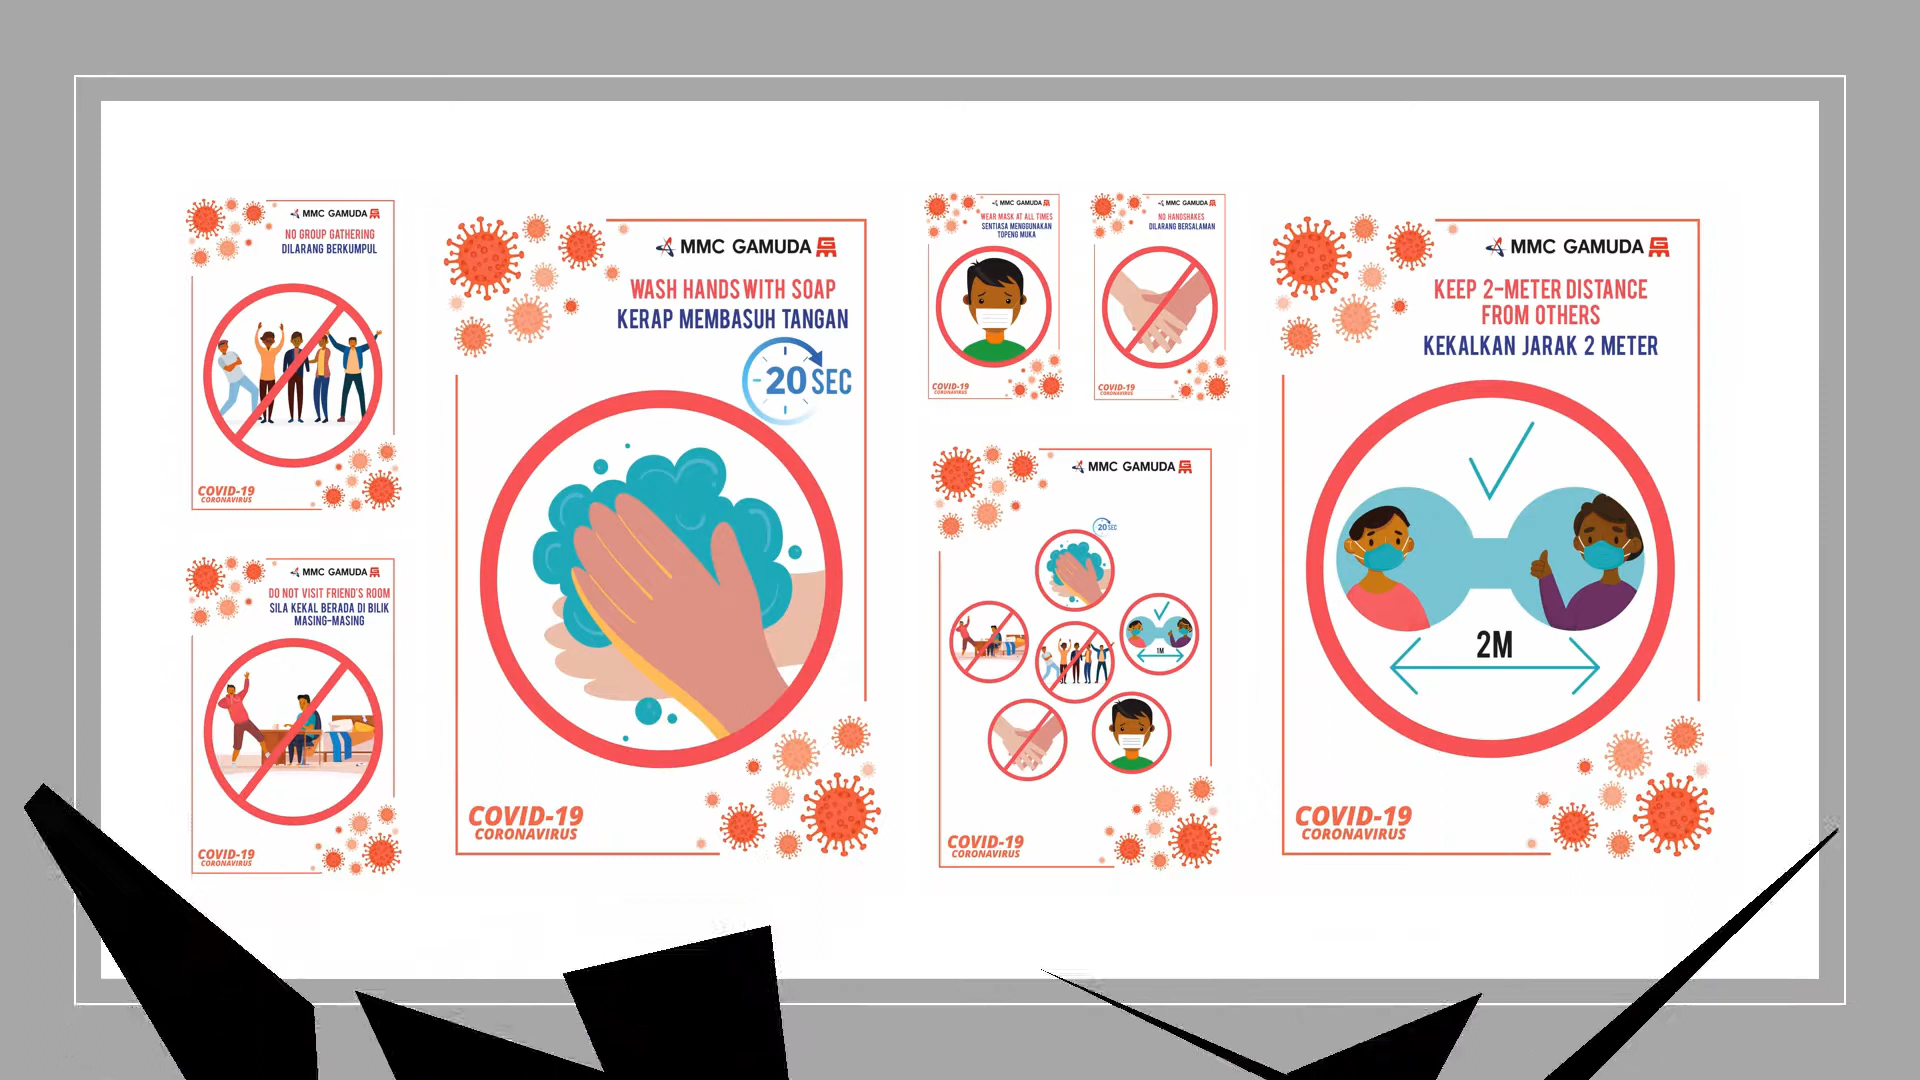 MMC GAMUDA
NO GROUP GATHERING
DILARANG BERKUMPUL
COVID-19
CORONAVIRUS
MMC GAMUDA
DO NOT VISIT FRIEND'S ROOM
SILA KEKAL BERADA DI BILIK
MASING-MASING
COVID-19
CORONAVIRUS
MMC GAMUDA
WASH HANDS WITH SOAP
KERAP MEMBASUH TANGAN
-20 SEC
COVID-19
CORONAVIRUS
MMC GAMUDA
WEAR MASK AT ALL TIMES
SENTIASA MENGGUNAKAN
TOPENG MUKA
COVID-19
CORONAVIRUS
MMC GAMUDA
NO HANDSHAKES
DILARANG BERSALAMAN
COVID-19
CORONAVIRUS
MMC GAMUDA
20 SEC
1M
COVID-19
CORONAVIRUS
MMC GAMUDA
KEEP 2-METER DISTANCE
FROM OTHERS
KEKALKAN JARAK 2 METER
2M
COVID-19
CORONAVIRUS